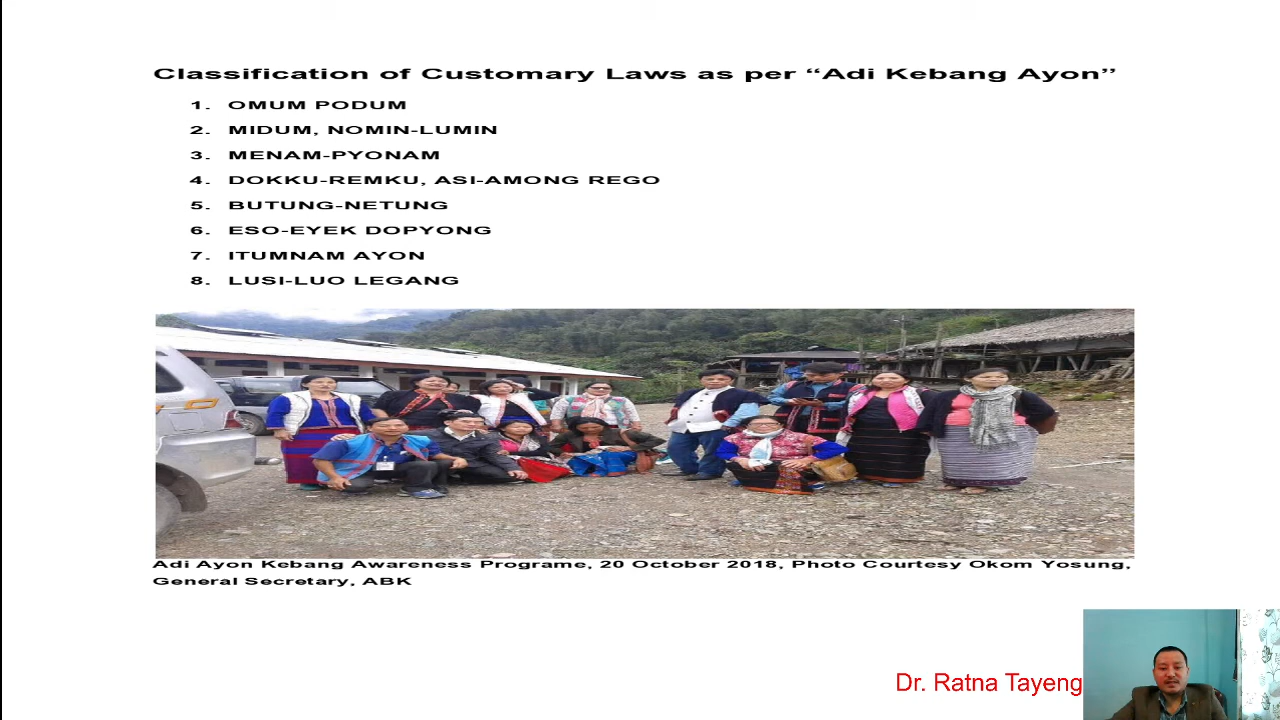 Classification of Customary Laws as per “Adi Kebang Ayon”
1. OMUM PODUM
2. MIDUM, NOMIN-LUMIN
3. MENAM-PYONAM
4. DOKKU-REMKU, ASI-AMONG REGO
5. BUTUNG-NETUNG
6. ESO-EYEK DOPYONG
7. ITUMNAM AYON
8. LUSI-LUO LEGANG
Adi Ayon Kebang Awareness Programe, 20 October 2018, Photo Courtesy Okom Yosung,
General Secretary, ABK
Dr. Ratna Tayeng